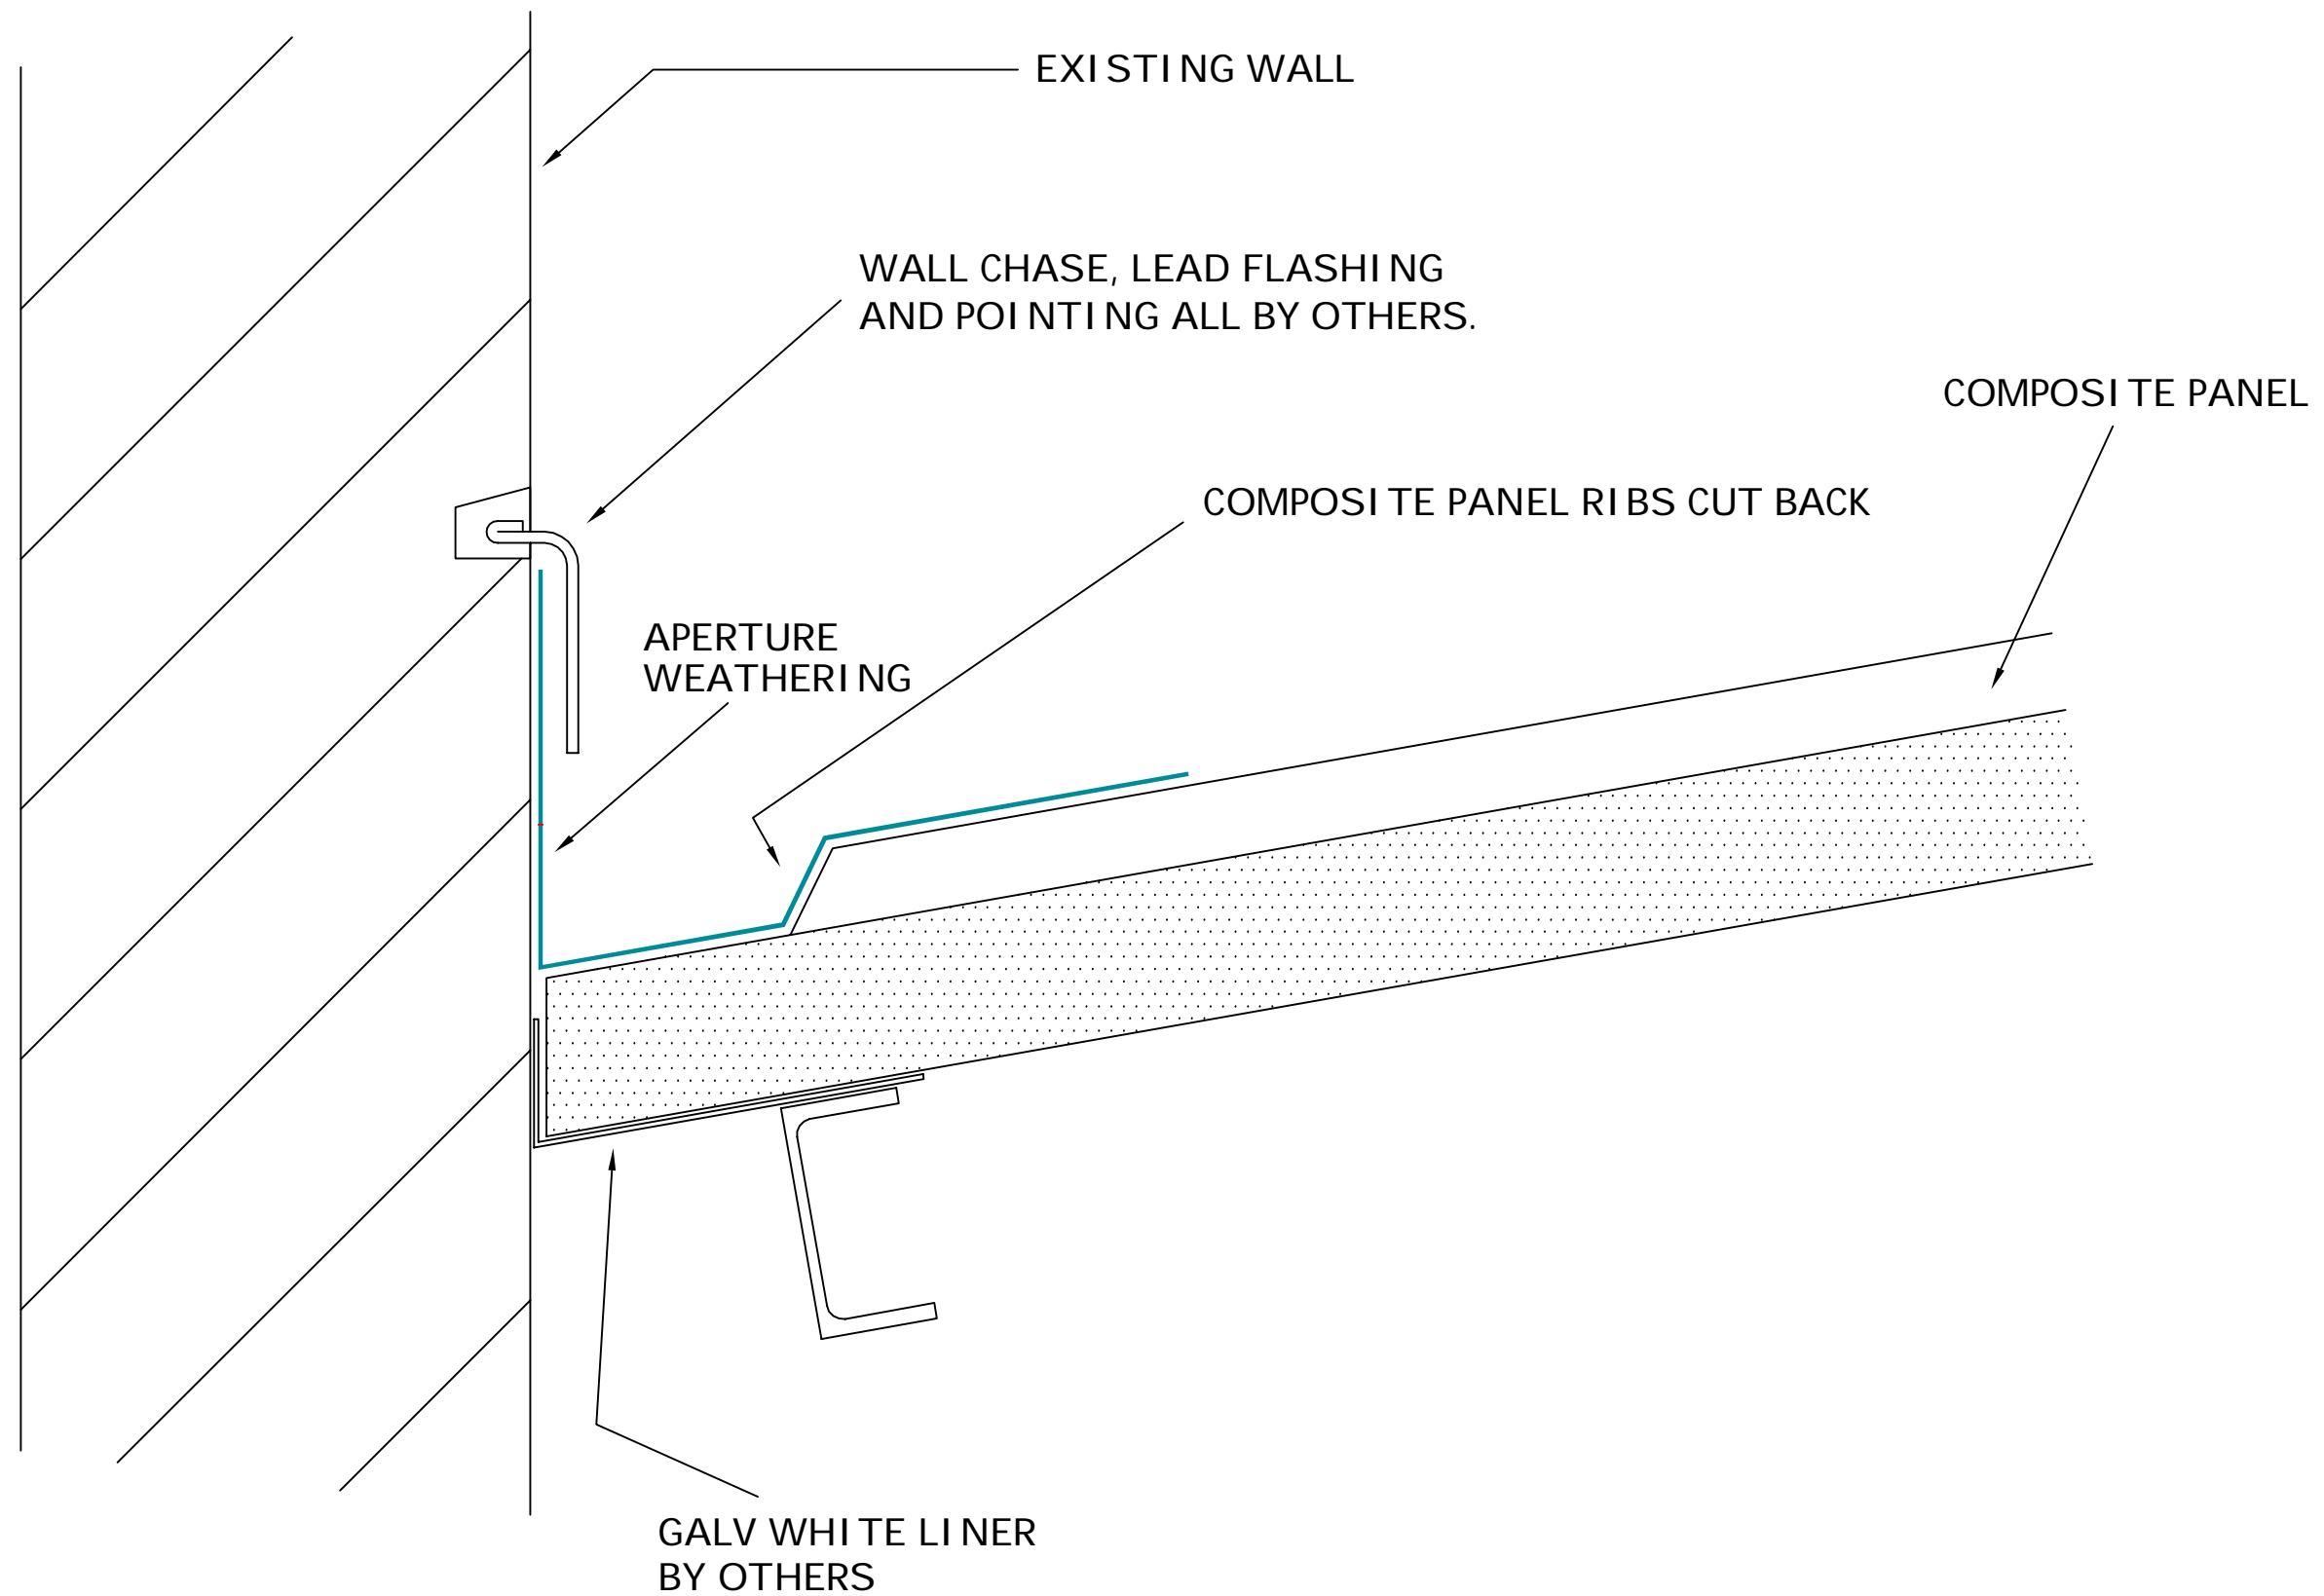 EXISTING WALL
WALL CHASE, LEAD FLASHING
AND POINTING ALL BY OTHERS.
COMPOSITE PANEL
COMPOSITE PANEL RIBS CUT BACK
APERTURE
WEATHERING
GALV WHITE LINER
BY OTHERS